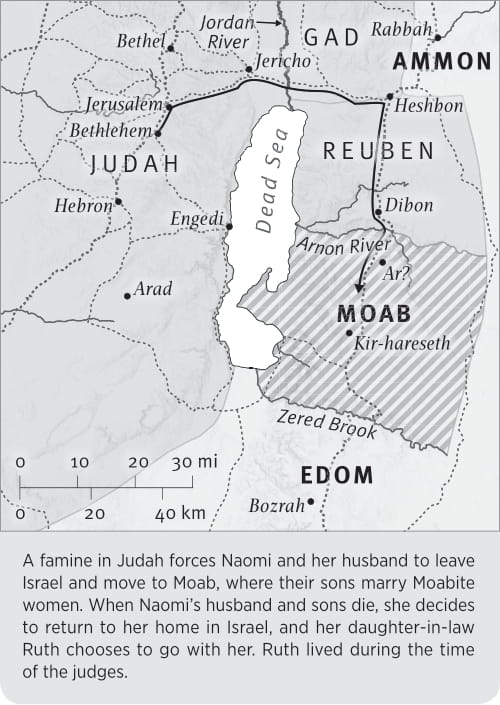 Jordan
River
GAD
Rabbah
Bethel
AMMON
Jericho
Jerusalem
Heshbon
Bethlehem
JUDAH
Dead Sea
REUBEN
Hebron
Engedi
Dibon
Arnon River
Ar?
Arad
MOAB
Kir-hareseth
Zered Brook
0 10 20 30 mi
0 20 40 km
EDOM
Bozrah
A famine in Judah forces Naomi and her husband to leave
Israel and move to Moab, where their sons marry Moabite
women. When Naomi’s husband and sons die, she decides
to return to her home in Israel, and her daughter-in-law
Ruth chooses to go with her. Ruth lived during the time
of the judges.